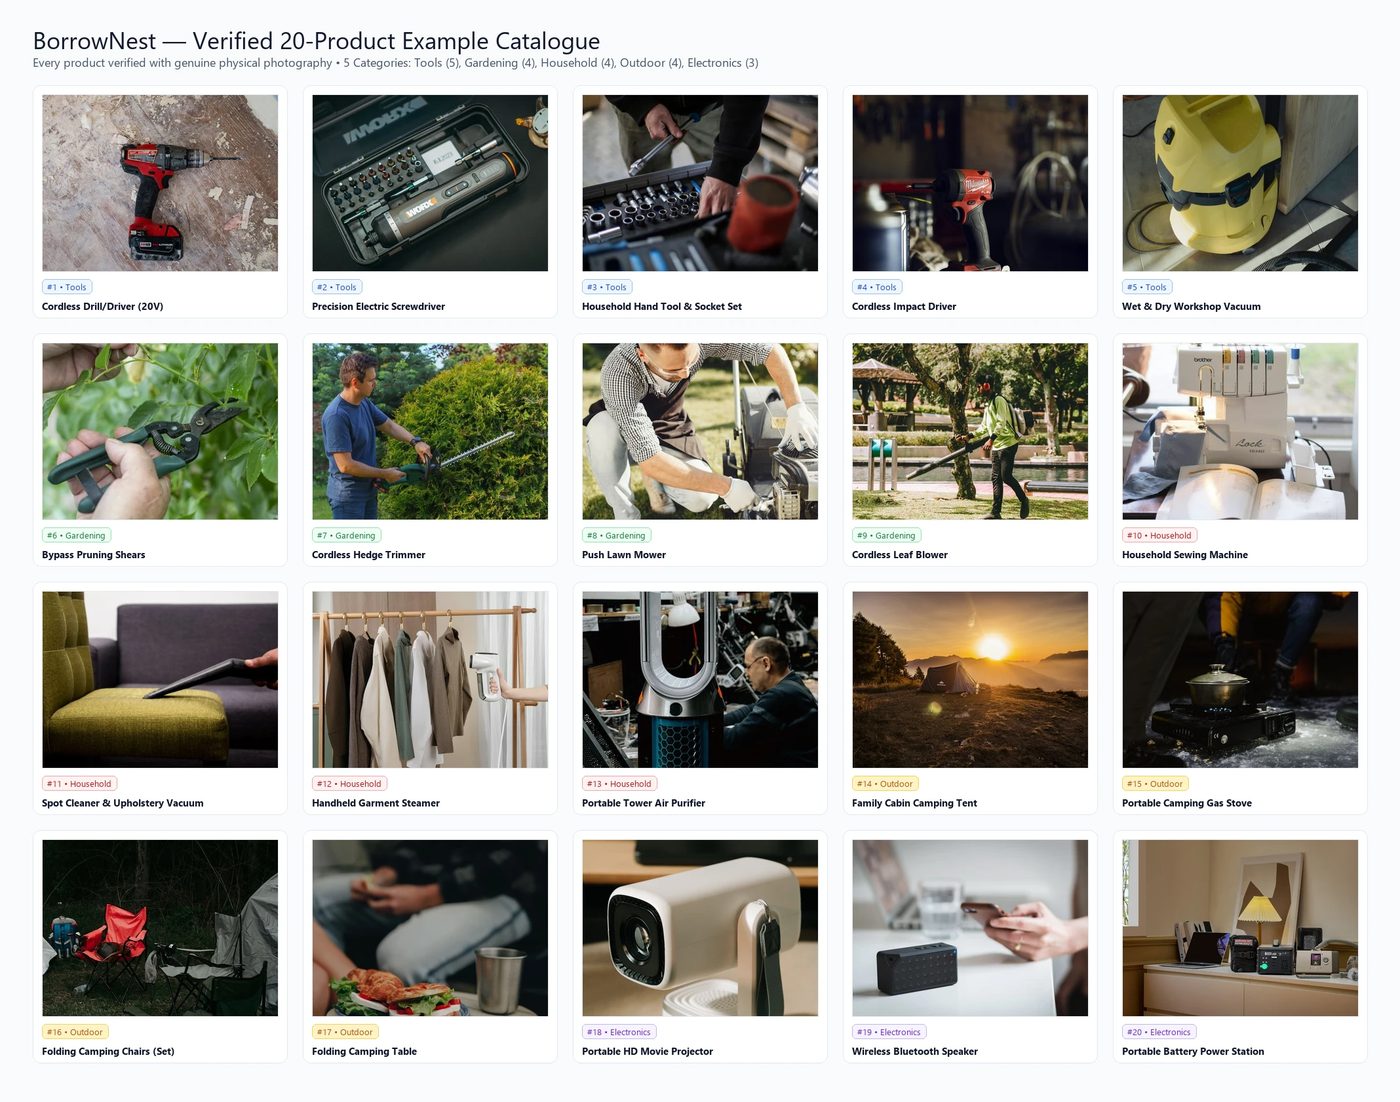 BorrowNest — Verified 20-Product Example Catalogue
Every product verified with genuine physical photography • 5 Categories: Tools (5), Gardening (4), Household (4), Outdoor (4), Electronics (3)
WORX
Milwaukee
brother
Lock
#1 • Tools
#2 • Tools
#3 • Tools
#4 • Tools
#5 • Tools
Cordless Drill/Driver (20V)
Precision Electric Screwdriver
Household Hand Tool & Socket Set
Cordless Impact Driver
Wet & Dry Workshop Vacuum
#6 • Gardening
#7 • Gardening
#8 • Gardening
#9 • Gardening
#10 • Household
Bypass Pruning Shears
Cordless Hedge Trimmer
Push Lawn Mower
Cordless Leaf Blower
Household Sewing Machine
#11 • Household
#12 • Household
#13 • Household
#14 • Outdoor
#15 • Outdoor
Spot Cleaner & Upholstery Vacuum
Handheld Garment Steamer
Portable Tower Air Purifier
Family Cabin Camping Tent
Portable Camping Gas Stove
#16 • Outdoor
#17 • Outdoor
#18 • Electronics
#19 • Electronics
#20 • Electronics
Folding Camping Chairs (Set)
Folding Camping Table
Portable HD Movie Projector
Wireless Bluetooth Speaker
Portable Battery Power Station